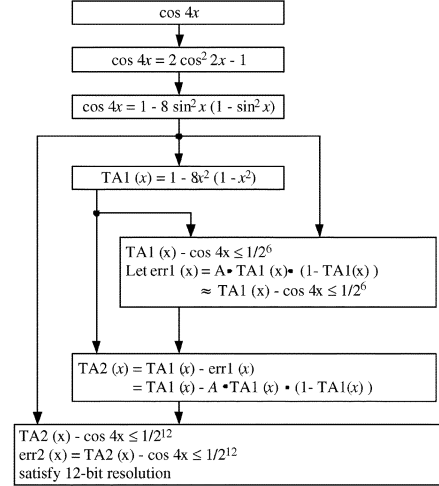 cos 4x
cos 4x = 2 cos² 2x - 1
cos 4x = 1 - 8 sin² x (1 - sin² x)
TA1 (x) = 1 - 8x² (1 - x²)
TA1 (x) - cos 4x ≤ 1/2⁶
Let err1 (x) = A• TA1 (x)• (1- TA1(x) )
≈ TA1 (x) - cos 4x ≤ 1/2⁶
TA2 (x) = TA1 (x) - err1 (x)
= TA1 (x) - A •TA1 (x) • (1- TA1(x) )
TA2 (x) - cos 4x ≤ 1/2¹²
err2 (x) = TA2 (x) - cos 4x ≤ 1/2¹²
satisfy 12-bit resolution